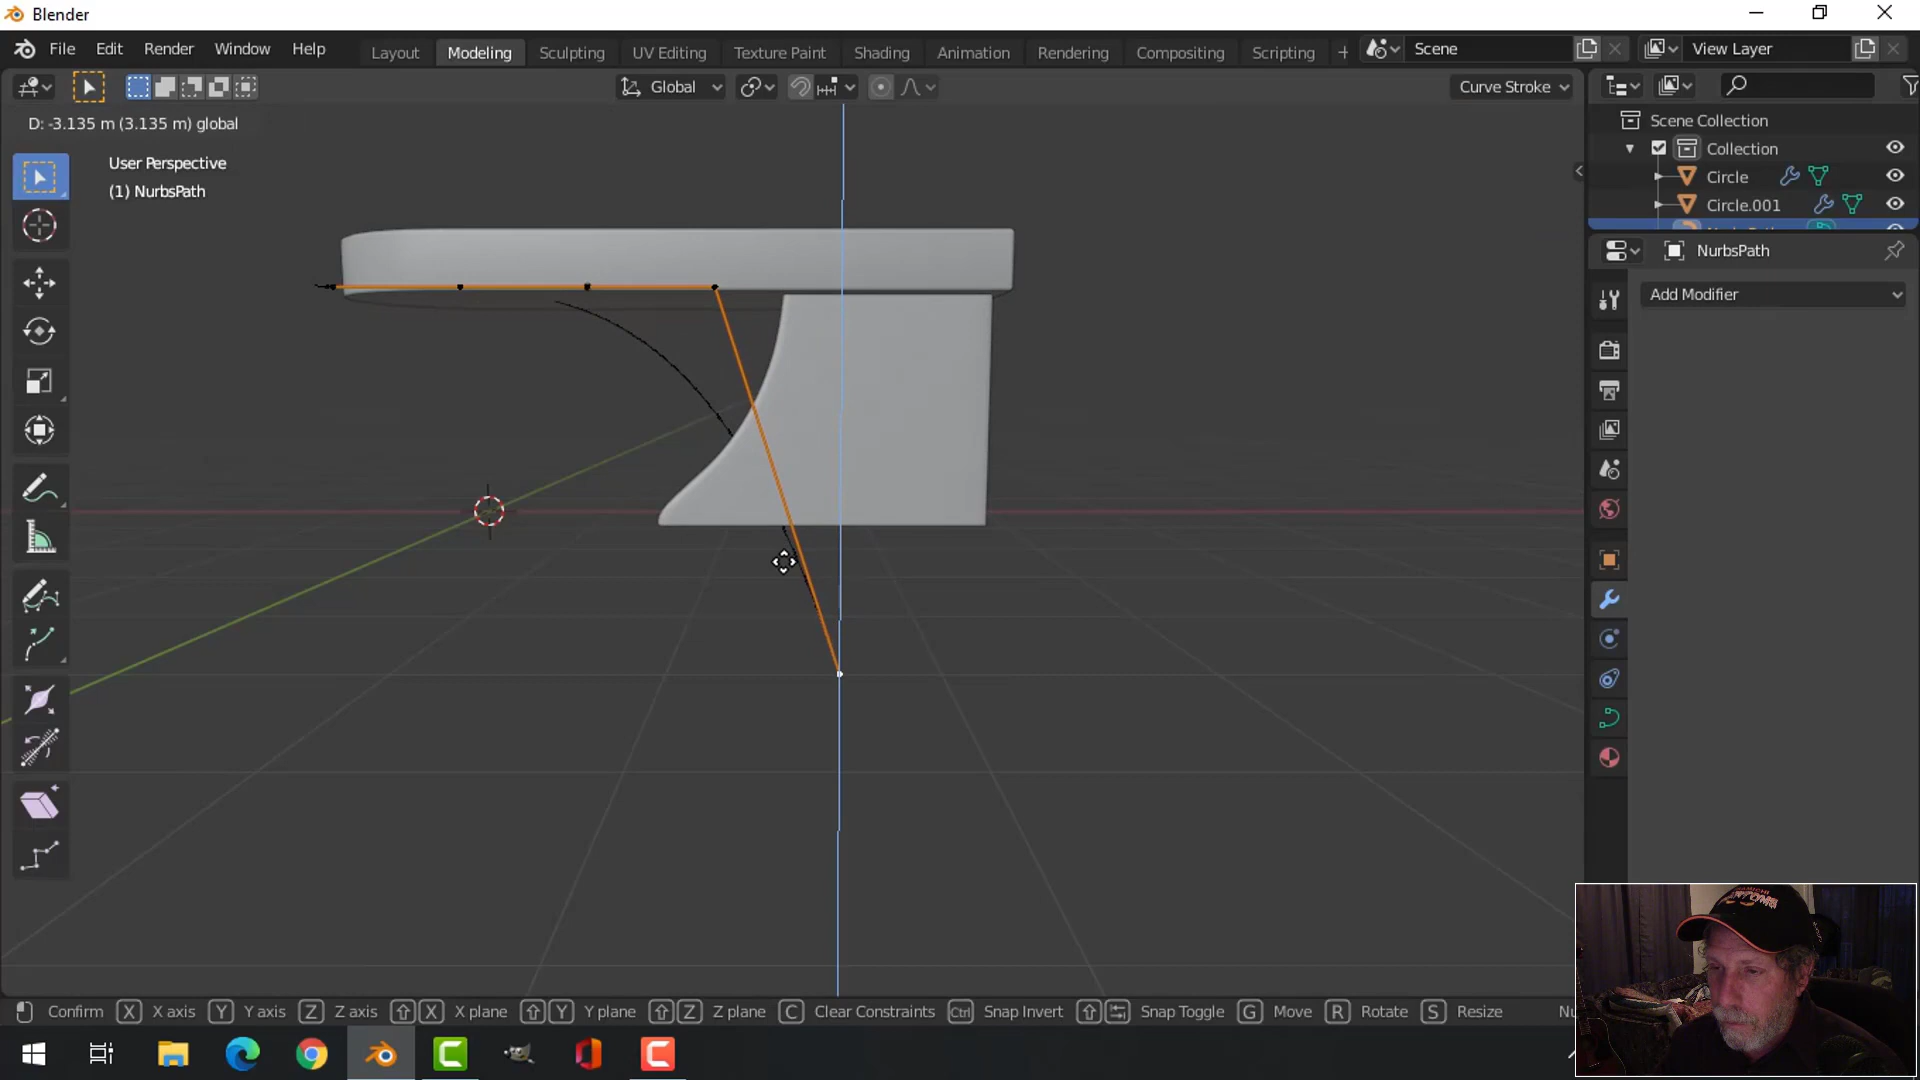 Blender
File Edit Render Window Help
Layout Modeling Sculpting UV Editing Texture Paint Shading Animation Rendering Compositing Scripting + Scene View Layer
Global Curve Stroke
D: -3.135 m (3.135 m) global
User Perspective
(1) NurbsPath
Scene Collection
Collection
Circle
Circle.001
NurbsPath
Add Modifier
Confirm X X axis Y Y axis Z Z axis X X plane Y Y plane Z Z plane C Clear Constraints Ctrl Snap Invert Snap Toggle G Move R Rotate S Resize Nu